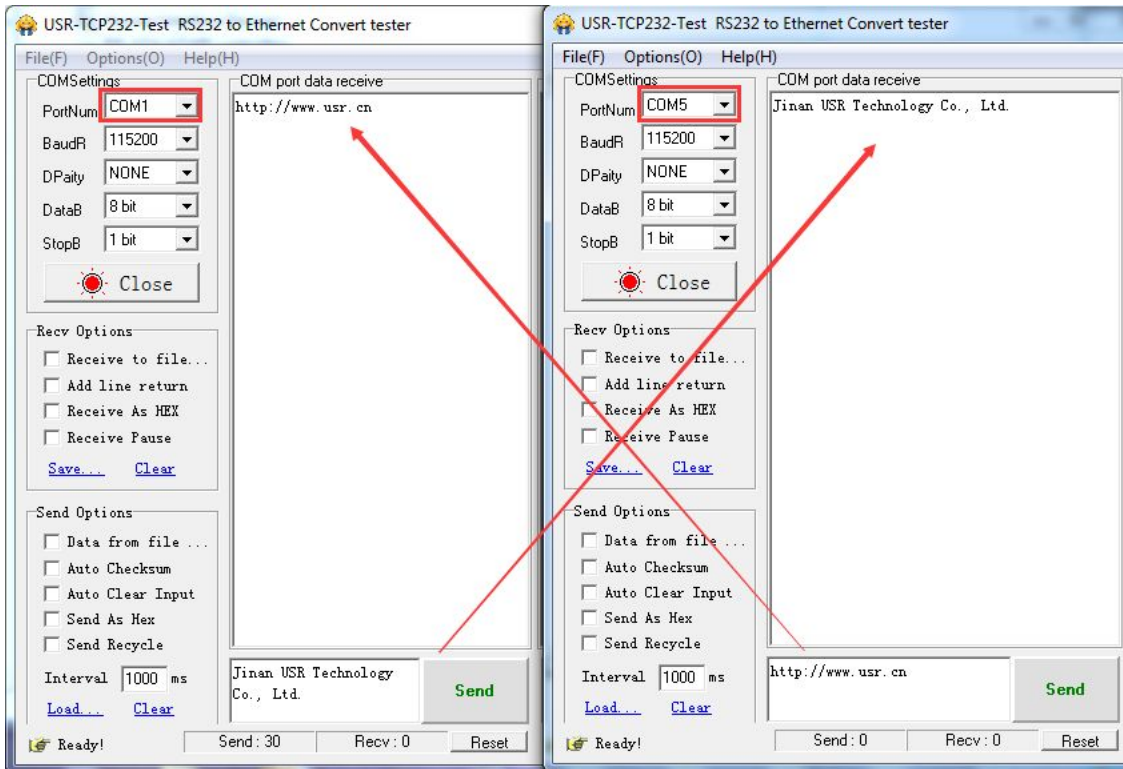 USR-TCP232-Test RS232 to Ethernet Convert tester
File(F) Options(O) Help(H)
COMSettings
PortNum COM1
BaudR 115200
DPaity NONE
DataB 8 bit
StopB 1 bit
Close
Recv Options
Receive to file...
Add line return
Receive As HEX
Receive Pause
Save... Clear
Send Options
Data from file ...
Auto Checksum
Auto Clear Input
Send As Hex
Send Recycle
Interval 1000 ms
Load... Clear
COM port data receive
http://www.usr.cn
Jinan USR Technology
Co., Ltd.
Send
Ready!
Send : 30
Recv : 0
Reset
USR-TCP232-Test RS232 to Ethernet Convert tester
File(F) Options(O) Help(H)
COMSettings
PortNum COM5
BaudR 115200
DPaity NONE
DataB 8 bit
StopB 1 bit
Close
Recv Options
Receive to file...
Add line return
Receive As HEX
Receive Pause
Save... Clear
Send Options
Data from file ...
Auto Checksum
Auto Clear Input
Send As Hex
Send Recycle
Interval 1000 ms
Load... Clear
COM port data receive
Jinan USR Technology Co., Ltd.
http://www.usr.cn
Send
Ready!
Send : 0
Recv : 0
Reset